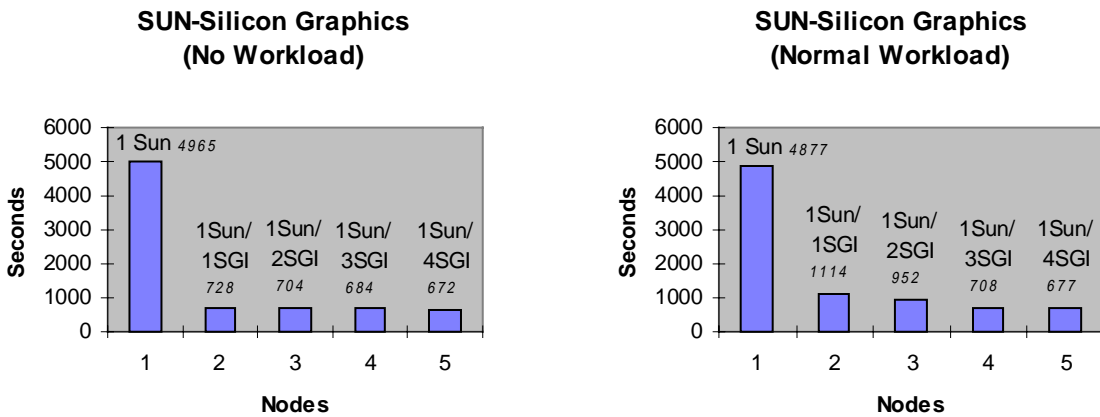 SUN-Silicon Graphics
(No Workload)
6000
5000
4000
3000
2000
1000
0
Seconds
1 Sun 4965
1Sun/
1SGI
728
1Sun/
2SGI
704
1Sun/
3SGI
684
1Sun/
4SGI
672
1 2 3 4 5
Nodes
SUN-Silicon Graphics
(Normal Workload)
6000
5000
4000
3000
2000
1000
0
Seconds
1 Sun 4877
1Sun/
1SGI
1114
1Sun/
2SGI
952
1Sun/
3SGI
708
1Sun/
4SGI
677
1 2 3 4 5
Nodes